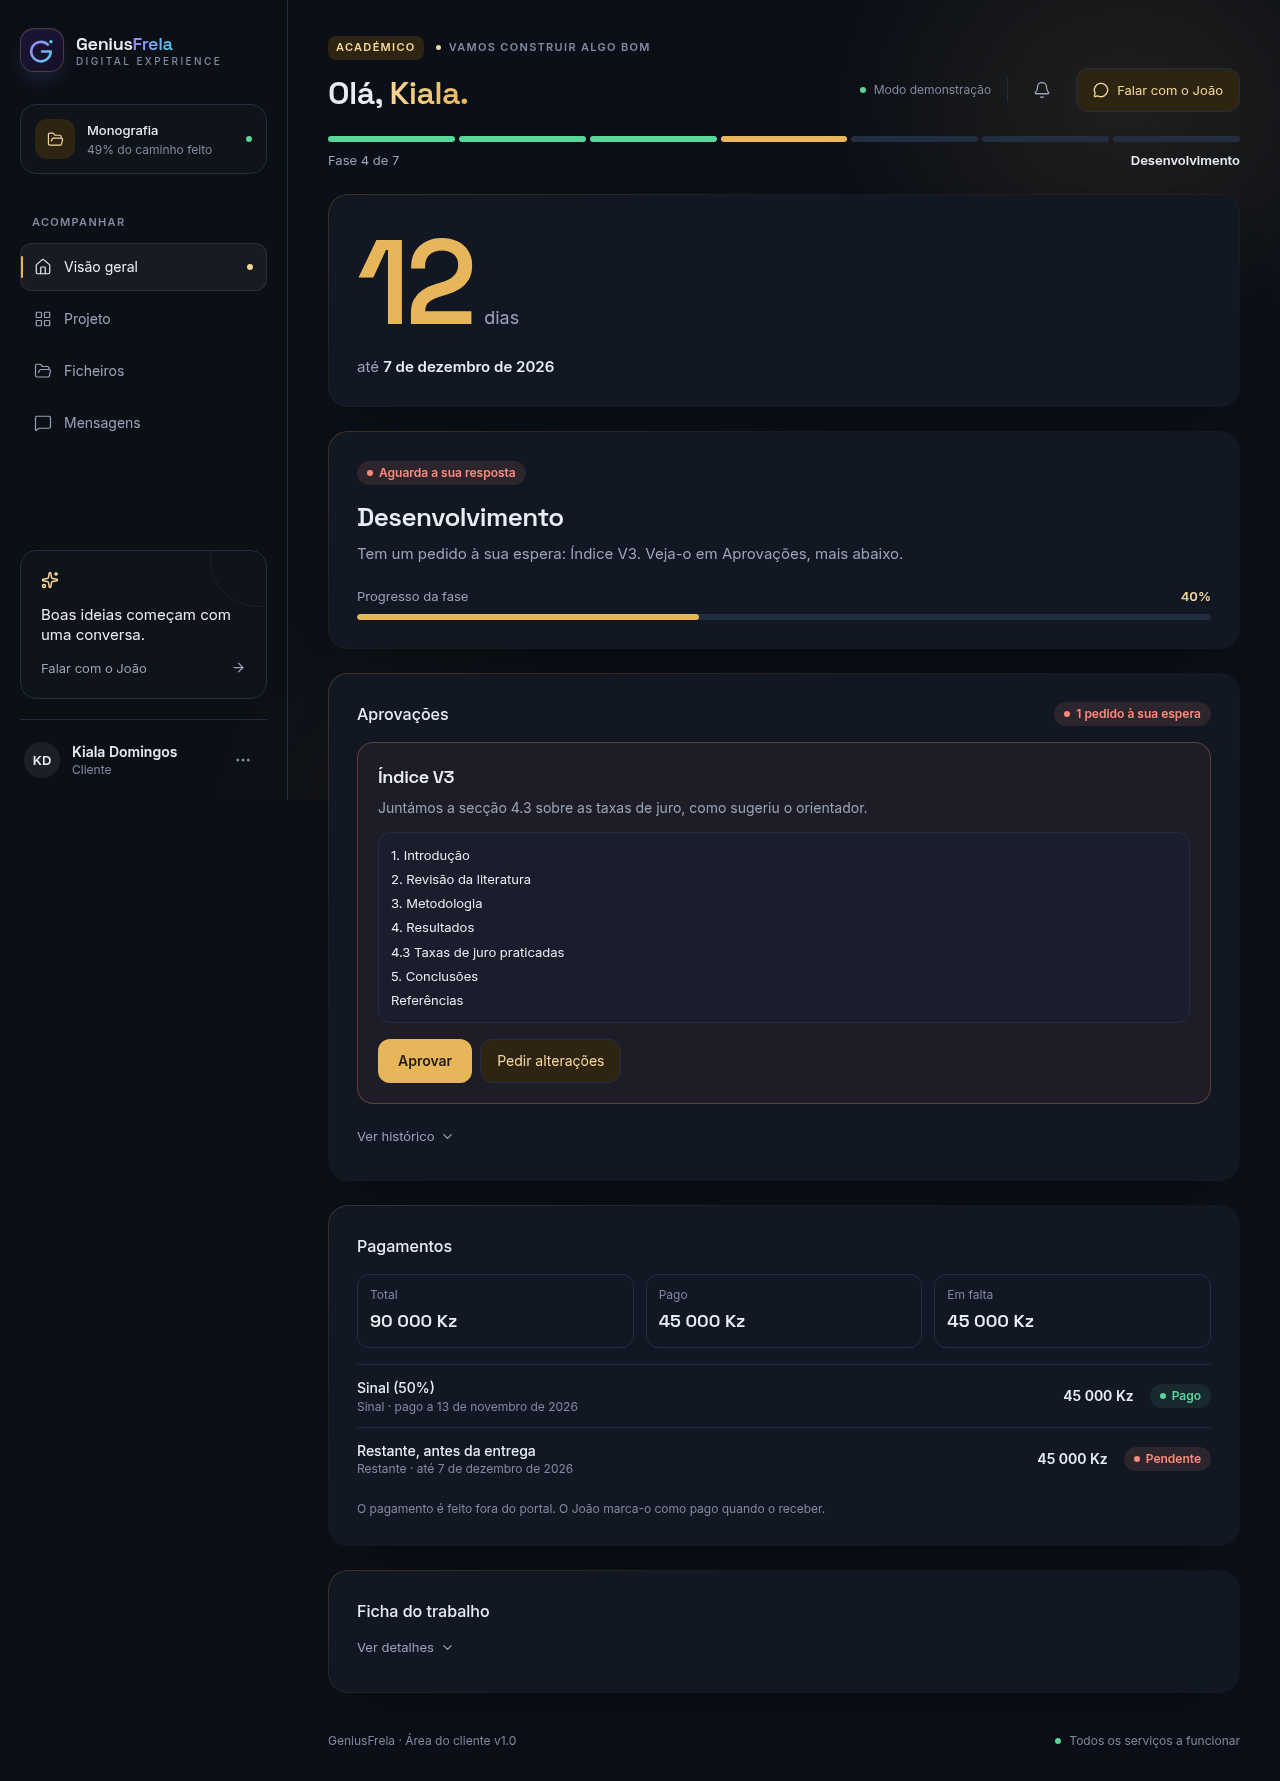 GeniusFrela
DIGITAL EXPERIENCE
Monografia
49% do caminho feito
ACOMPANHAR
Visão geral
Projeto
Ficheiros
Mensagens
Boas ideias começam com
uma conversa.
Falar com o João
KD
Kiala Domingos
Cliente
ACADÉMICO
VAMOS CONSTRUIR ALGO BOM
Olá, Kiala.
Modo demonstração
Falar com o João
Fase 4 de 7
Desenvolvimento
12 dias
até 7 de dezembro de 2026
Aguarda a sua resposta
Desenvolvimento
Tem um pedido à sua espera: Índice V3. Veja-o em Aprovações, mais abaixo.
Progresso da fase
40%
Aprovações
1 pedido à sua espera
Índice V3
Juntámos a secção 4.3 sobre as taxas de juro, como sugeriu o orientador.
1. Introdução
2. Revisão da literatura
3. Metodologia
4. Resultados
4.3 Taxas de juro praticadas
5. Conclusões
Referências
Aprovar
Pedir alterações
Ver histórico
Pagamentos
Total
90 000 Kz
Pago
45 000 Kz
Em falta
45 000 Kz
Sinal (50%)
Sinal · pago a 13 de novembro de 2026
45 000 Kz
Pago
Restante, antes da entrega
Restante · até 7 de dezembro de 2026
45 000 Kz
Pendente
O pagamento é feito fora do portal. O João marca-o como pago quando o receber.
Ficha do trabalho
Ver detalhes
GeniusFrela · Área do cliente v1.0
Todos os serviços a funcionar